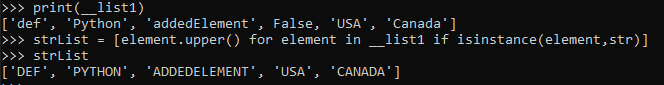 >>> print(__list1)
['def', 'Python', 'addedElement', False, 'USA', 'Canada']
>>> strList = [element.upper() for element in __list1 if isinstance(element,str)]
>>> strList
['DEF', 'PYTHON', 'ADDEDELEMENT', 'USA', 'CANADA']